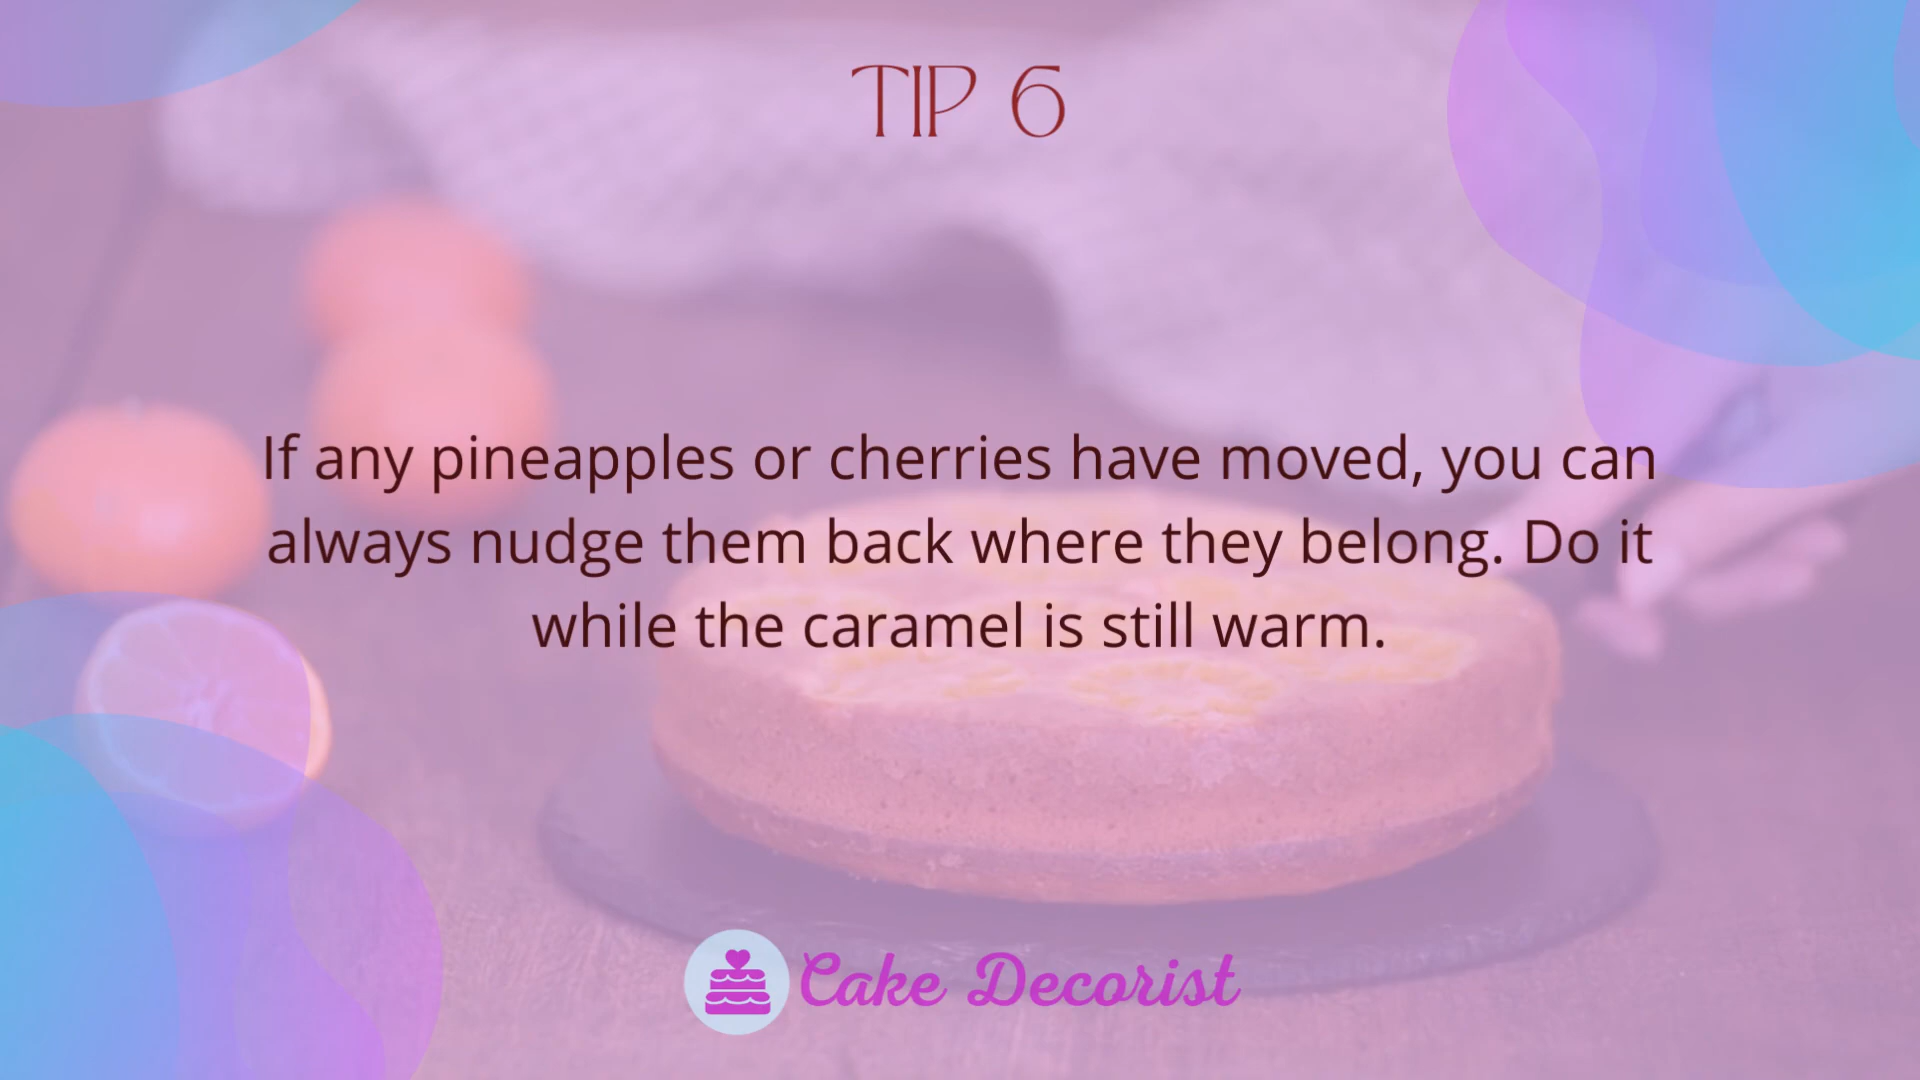 TIP 6
If any pineapples or cherries have moved, you can
always nudge them back where they belong. Do it
while the caramel is still warm.
Cake Decorist